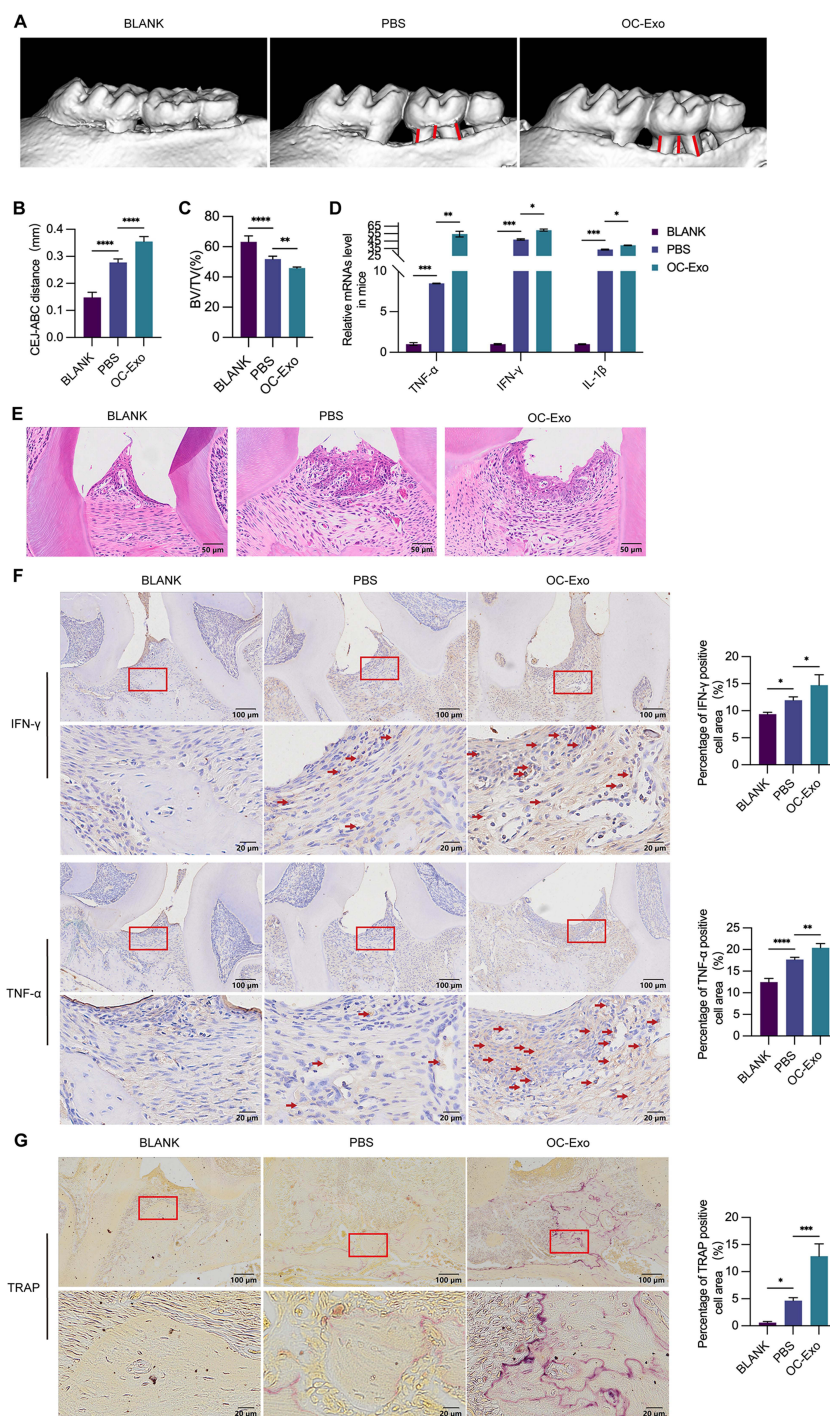 A
BLANK PBS OC-Exo
B
CEJ-ABC distance (mm)
0.4
0.3
0.2
0.1
0.0
**** ****
BLANK PBS OC-Exo
C
BV/TV(%)
80
60
40
20
0
**** **
BLANK PBS OC-Exo
D
Relative mRNAs level
in mice
65
55
45
35
25
10
5
0
*** ** *** * *** *
TNF-α IFN-γ IL-1β
BLANK
PBS
OC-Exo
E
BLANK PBS OC-Exo
50 μm 50 μm 50 μm
F
BLANK PBS OC-Exo
IFN-γ
100 μm 100 μm 100 μm
20 μm 20 μm 20 μm
Percentage of IFN-γ positive
cell area (%)
20
15
10
5
0
* *
BLANK PBS OC-Exo
TNF-α
100 μm 100 μm 100 μm
20 μm 20 μm 20 μm
Percentage of TNF-α positive
cell area (%)
25
20
15
10
5
0
**** **
BLANK PBS OC-Exo
G
BLANK PBS OC-Exo
TRAP
100 μm 100 μm 100 μm
20 μm 20 μm 20 μm
Percentage of TRAP positive
cell area (%)
20
15
10
5
0
* ***
BLANK PBS OC-Exo